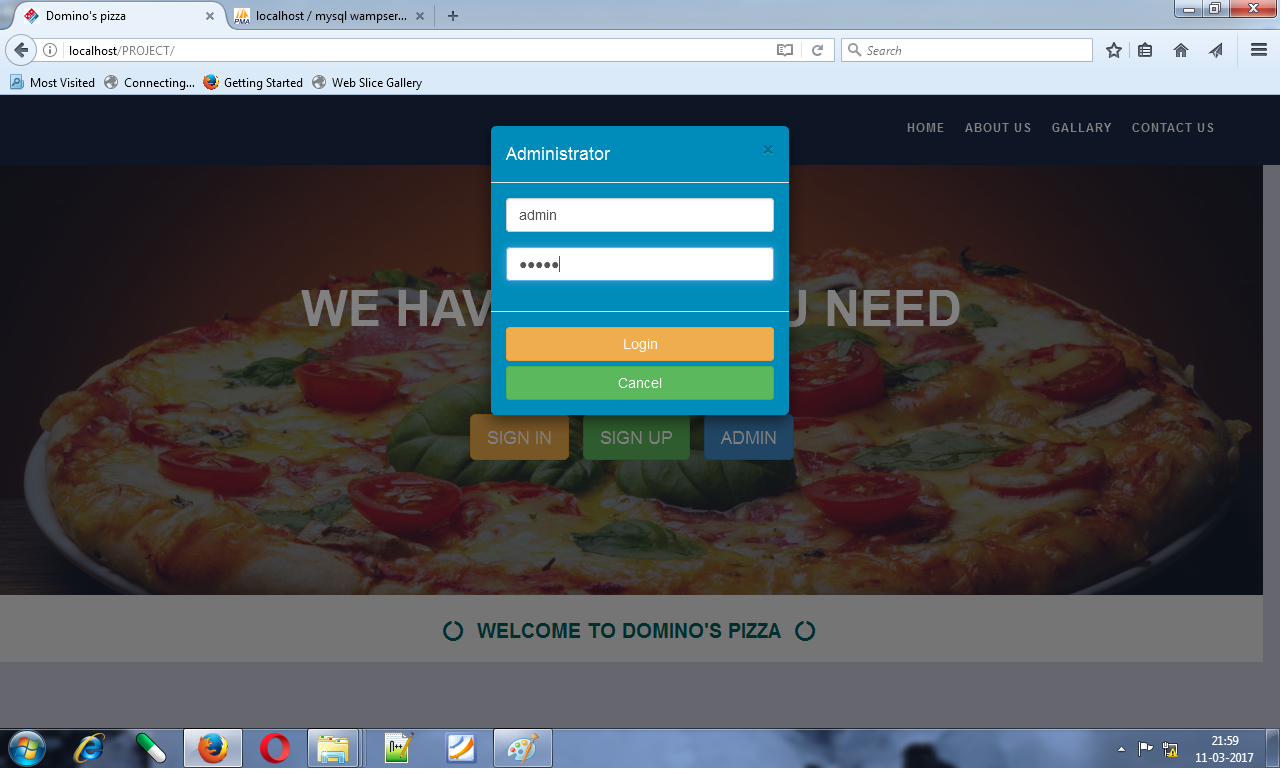 Domino's pizza
localhost / mysql wampser...
localhost/PROJECT/
Search
Most Visited
Connecting...
Getting Started
Web Slice Gallery
HOME ABOUT US GALLARY CONTACT US
Administrator
×
admin
●●●●●
WE HAV U NEED
Login
Cancel
SIGN IN SIGN UP ADMIN
WELCOME TO DOMINO'S PIZZA
21:59
11-03-2017